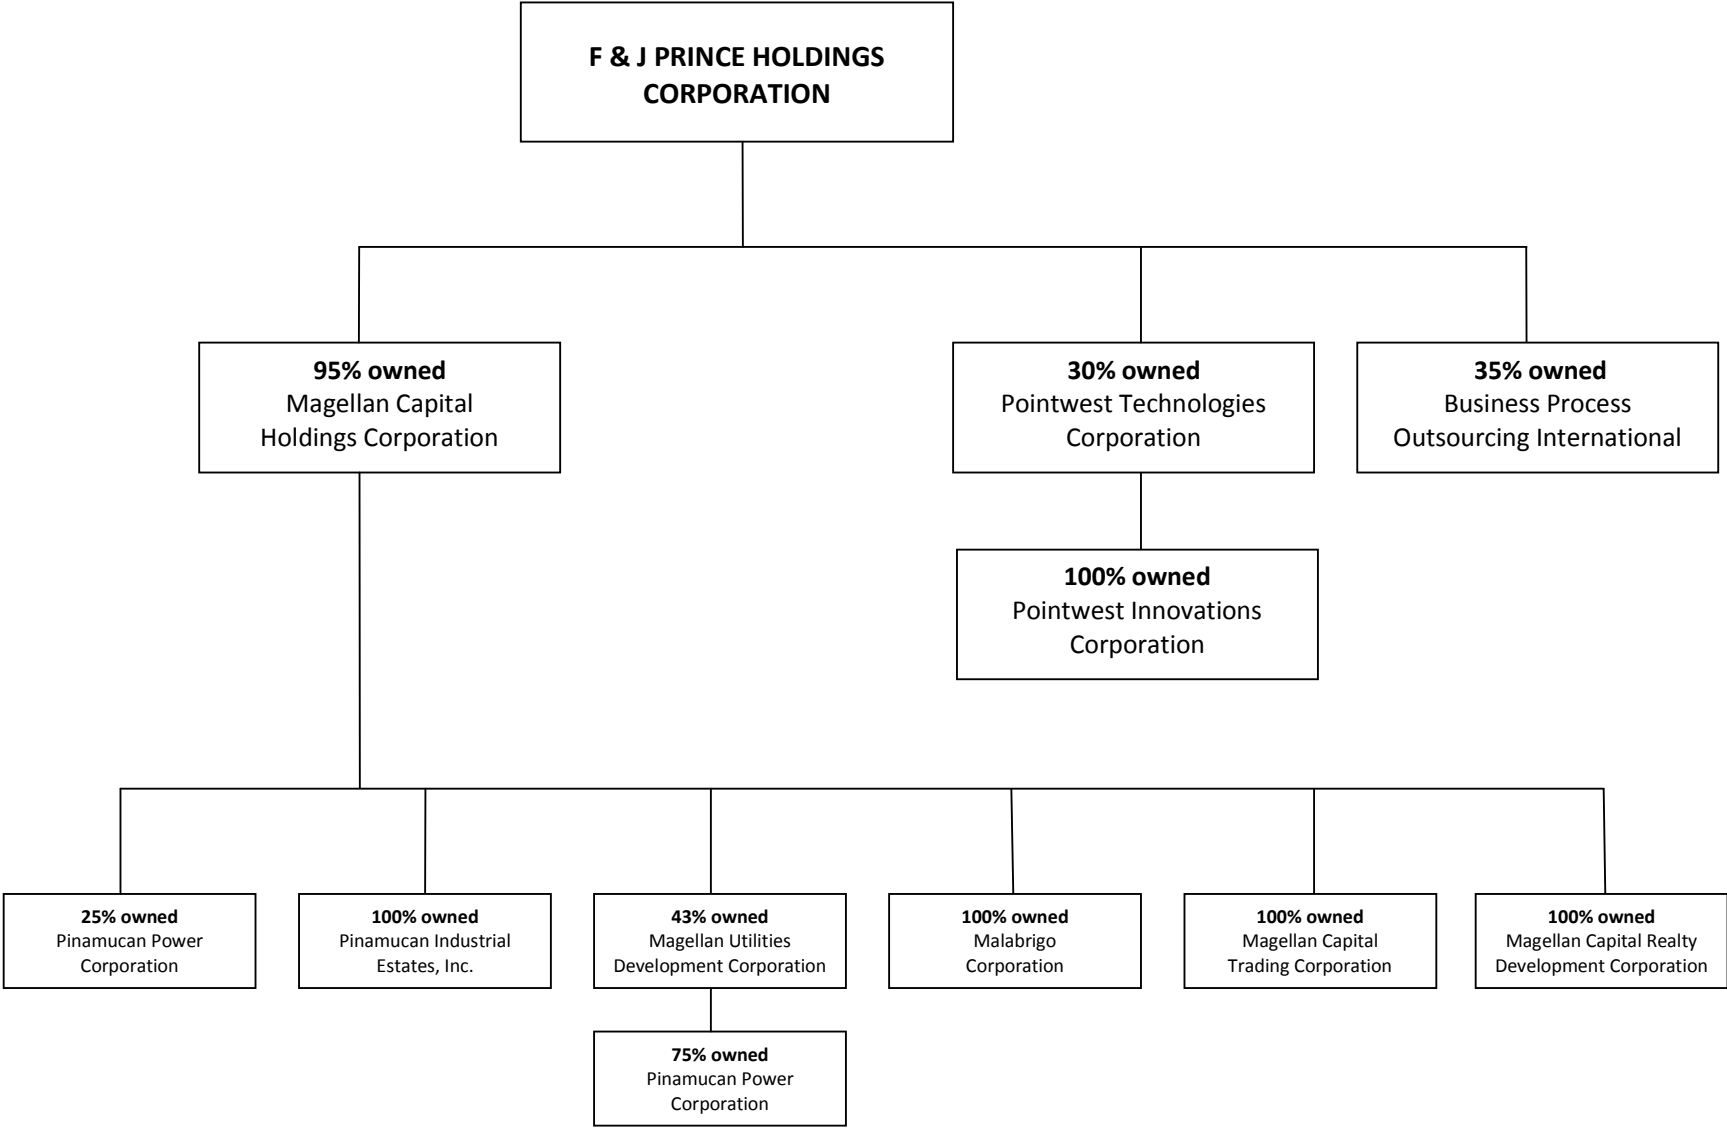 F & J PRINCE HOLDINGS
CORPORATION
95% owned
Magellan Capital
Holdings Corporation
30% owned
Pointwest Technologies
Corporation
35% owned
Business Process
Outsourcing International
100% owned
Pointwest Innovations
Corporation
25% owned
Pinamucan Power
Corporation
100% owned
Pinamucan Industrial
Estates, Inc.
43% owned
Magellan Utilities
Development Corporation
100% owned
Malabrigo
Corporation
100% owned
Magellan Capital
Trading Corporation
100% owned
Magellan Capital Realty
Development Corporation
75% owned
Pinamucan Power
Corporation